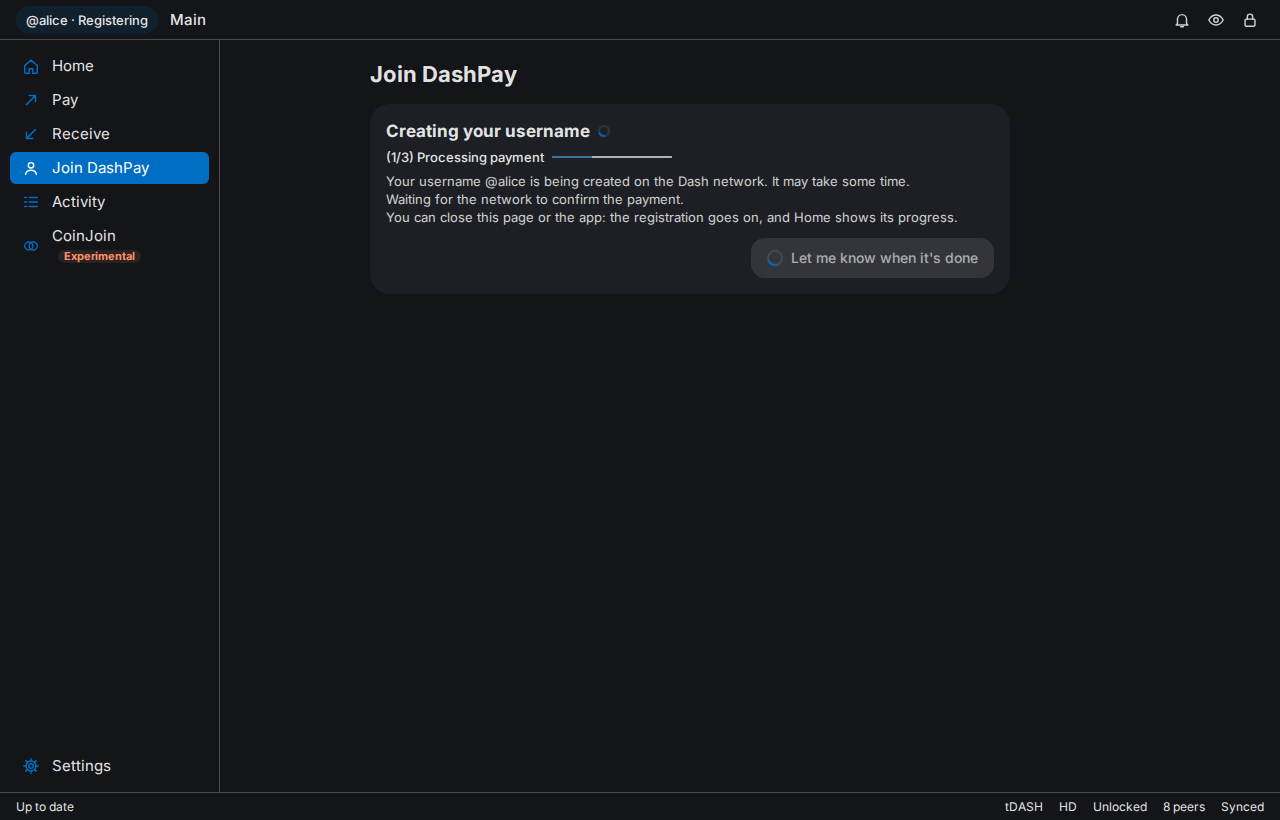 @alice · Registering Main
Home
Pay
Receive
Join DashPay
Activity
CoinJoin
Experimental
Settings
Join DashPay
Creating your username
(1/3) Processing payment
Your username @alice is being created on the Dash network. It may take some time.
Waiting for the network to confirm the payment.
You can close this page or the app: the registration goes on, and Home shows its progress.
Let me know when it's done
Up to date
tDASH HD Unlocked 8 peers Synced